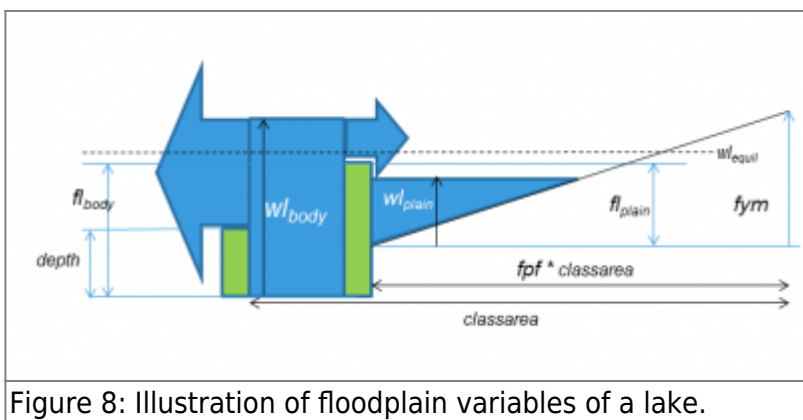 wl_equil
fl_body
wl_body
wl_plain
fl_plain
fym
depth
fpf * classarea
classarea
Figure 8: Illustration of floodplain variables of a lake.